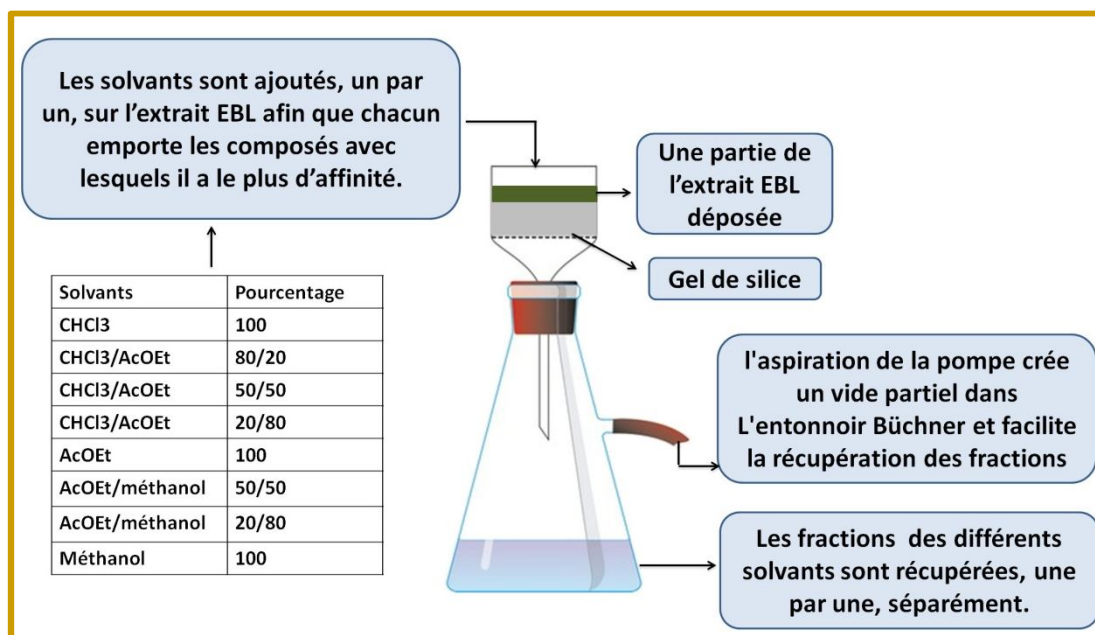 Les solvants sont ajoutés, un par
un, sur l’extrait EBL afin que chacun
emporte les composés avec
lesquels il a le plus d’affinité.
Une partie de
l’extrait EBL
déposée
Gel de silice
Solvants Pourcentage
CHCl3 100
CHCl3/AcOEt 80/20
CHCl3/AcOEt 50/50
CHCl3/AcOEt 20/80
AcOEt 100
AcOEt/méthanol 50/50
AcOEt/méthanol 20/80
Méthanol 100
l'aspiration de la pompe crée
un vide partiel dans
L'entonnoir Büchner et facilite
la récupération des fractions
Les fractions des différents
solvants sont récupérées, une
par une, séparément.